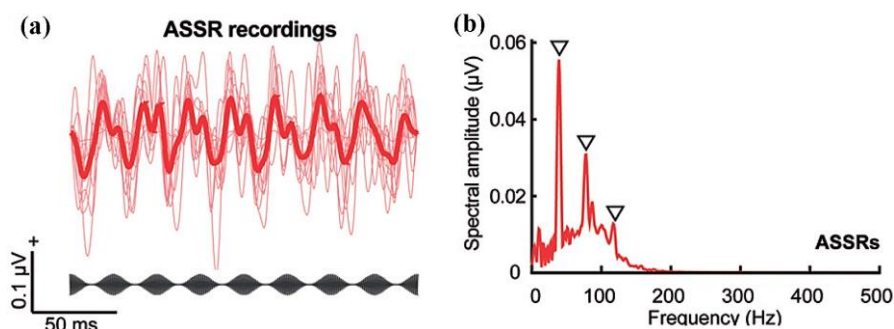 (a)
ASSR recordings
+
0.1 µV
50 ms
(b)
Spectral amplitude (µV)
0.06
0.04
0.02
0
0 100 200 300 400 500
Frequency (Hz)
ASSRs